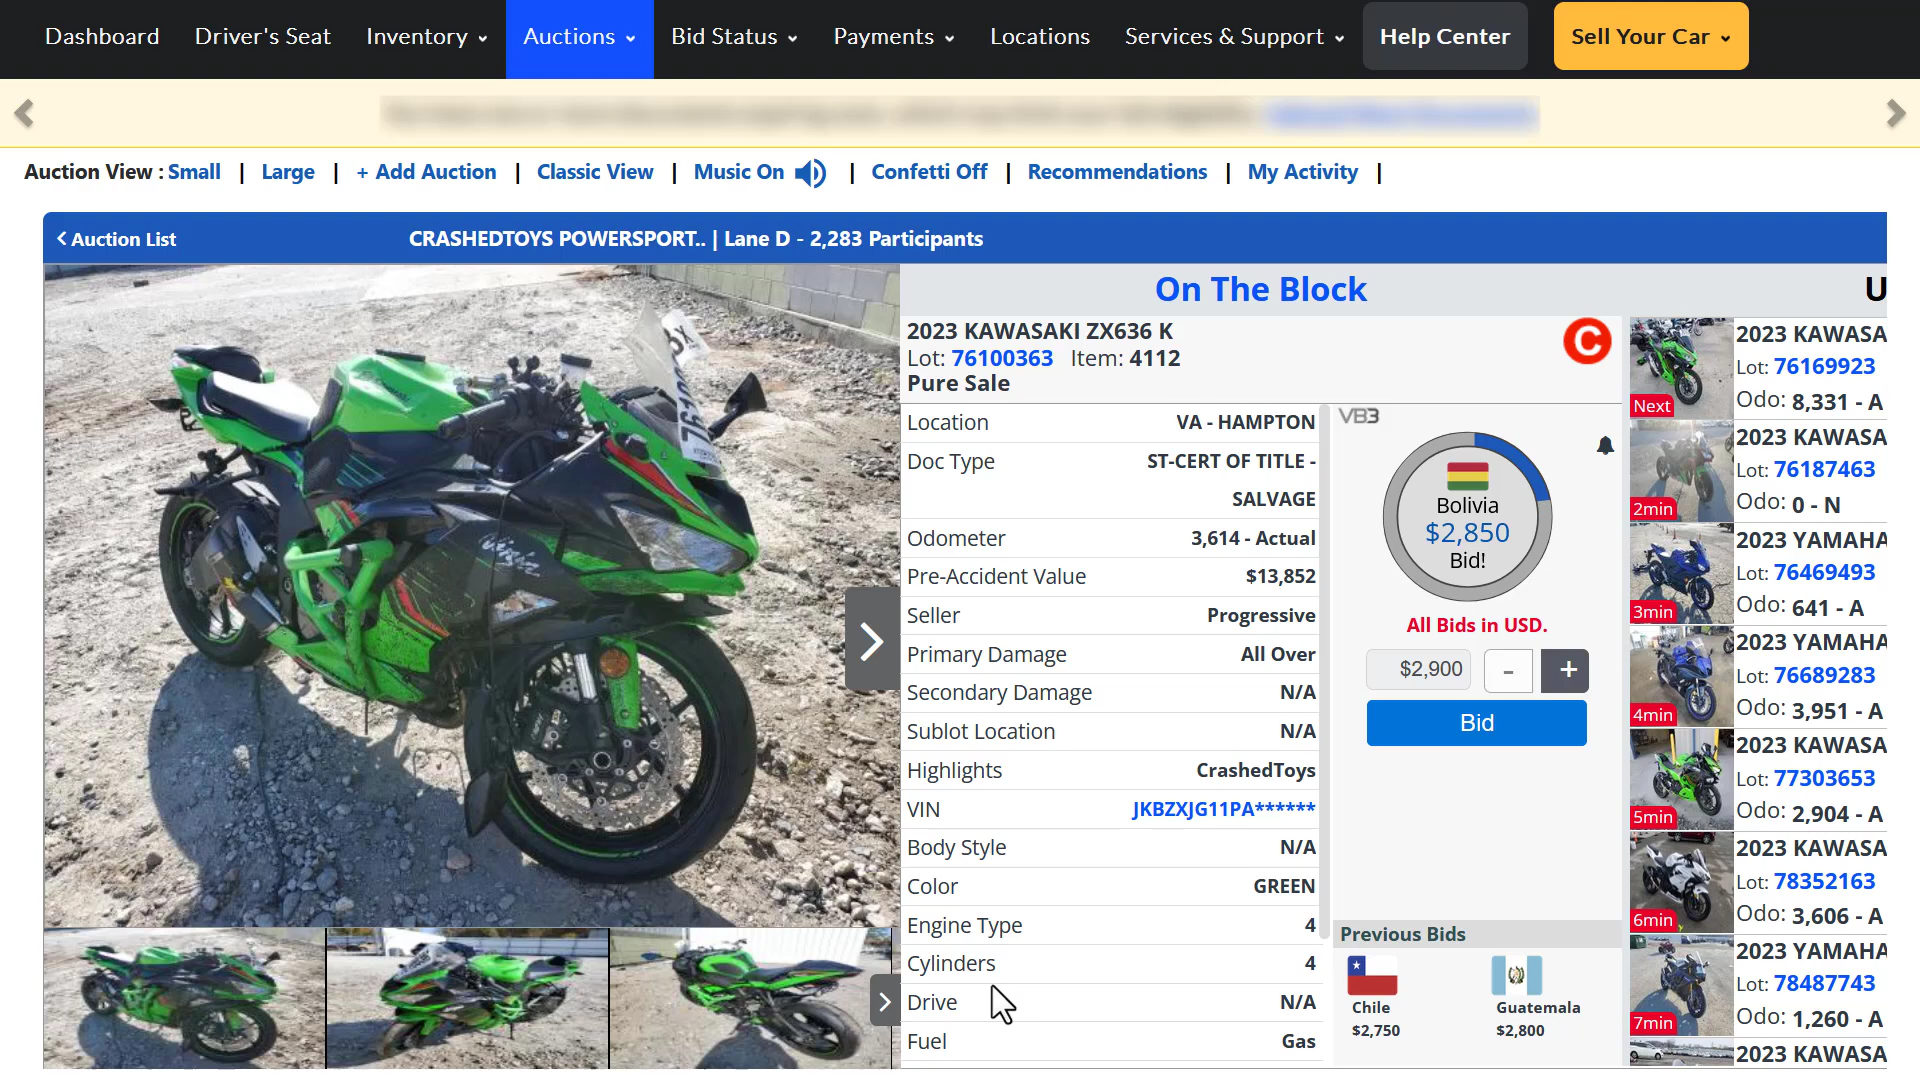 Dashboard
Driver's Seat
Inventory
Auctions
Bid Status
Payments
Locations
Services & Support
Help Center
Sell Your Car
Auction View : Small | Large | + Add Auction | Classic View | Music On | Confetti Off | Recommendations | My Activity |
Auction List
CRASHEDTOYS POWERSPORT.. | Lane D - 2,283 Participants
On The Block
2023 KAWASAKI ZX636 K
Lot: 76100363 Item: 4112
Pure Sale
C
Location VA - HAMPTON
Doc Type ST-CERT OF TITLE -
SALVAGE
Odometer 3,614 - Actual
Pre-Accident Value $13,852
Seller Progressive
Primary Damage All Over
Secondary Damage N/A
Sublot Location N/A
Highlights CrashedToys
VIN JKBZXJG11PA******
Body Style N/A
Color GREEN
Engine Type 4
Cylinders 4
Drive N/A
Fuel Gas
VB3
Bolivia
$2,850
Bid!
All Bids in USD.
$2,900 - +
Bid
Previous Bids
Chile
$2,750
Guatemala
$2,800
U
2023 KAWASA
Lot: 76169923
Odo: 8,331 - A
Next
2023 KAWASA
Lot: 76187463
Odo: 0 - N
2min
2023 YAMAHA
Lot: 76469493
Odo: 641 - A
3min
2023 YAMAHA
Lot: 76689283
Odo: 3,951 - A
4min
2023 KAWASA
Lot: 77303653
Odo: 2,904 - A
5min
2023 KAWASA
Lot: 78352163
Odo: 3,606 - A
6min
2023 YAMAHA
Lot: 78487743
Odo: 1,260 - A
7min
2023 KAWASA
Ninja